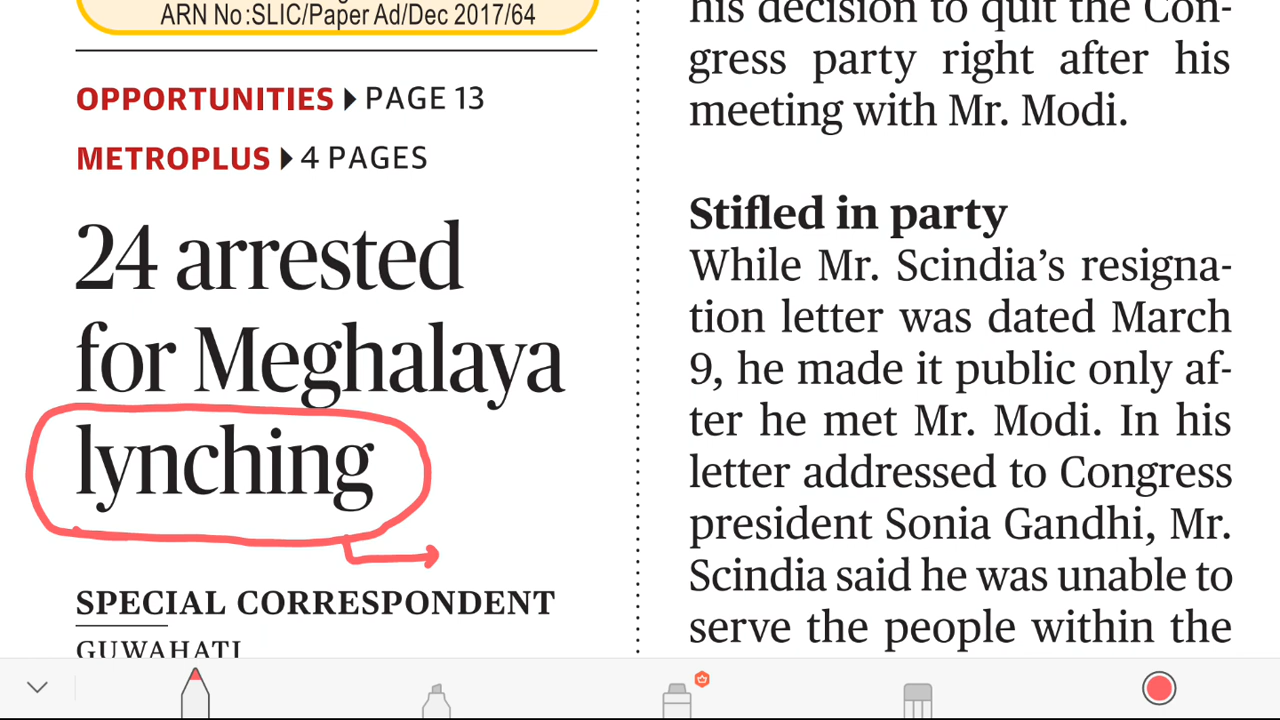 ARN No:SLIC/Paper Ad/Dec 2017/64
OPPORTUNITIES ▶ PAGE 13
METROPLUS ▶ 4 PAGES
24 arrested
for Meghalaya
lynching
SPECIAL CORRESPONDENT
GUWAHATI
his decision to quit the Con-
gress party right after his
meeting with Mr. Modi.
Stifled in party
While Mr. Scindia’s resigna-
tion letter was dated March
9, he made it public only af-
ter he met Mr. Modi. In his
letter addressed to Congress
president Sonia Gandhi, Mr.
Scindia said he was unable to
serve the people within the